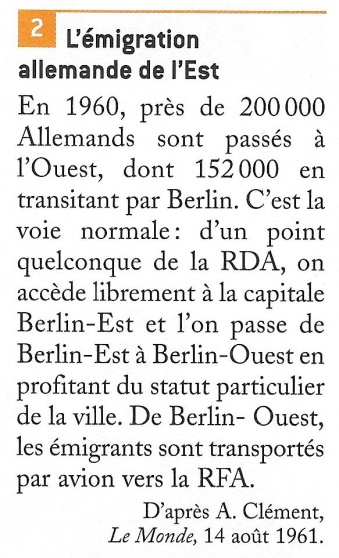 2 L'émigration
allemande de l'Est
En 1960, près de 200 000
Allemands sont passés à
l'Ouest, dont 152 000 en
transitant par Berlin. C'est la
voie normale : d'un point
quelconque de la RDA, on
accède librement à la capitale
Berlin-Est et l'on passe de
Berlin-Est à Berlin-Ouest en
profitant du statut particulier
de la ville. De Berlin- Ouest,
les émigrants sont transportés
par avion vers la RFA.
D'après A. Clément,
Le Monde, 14 août 1961.